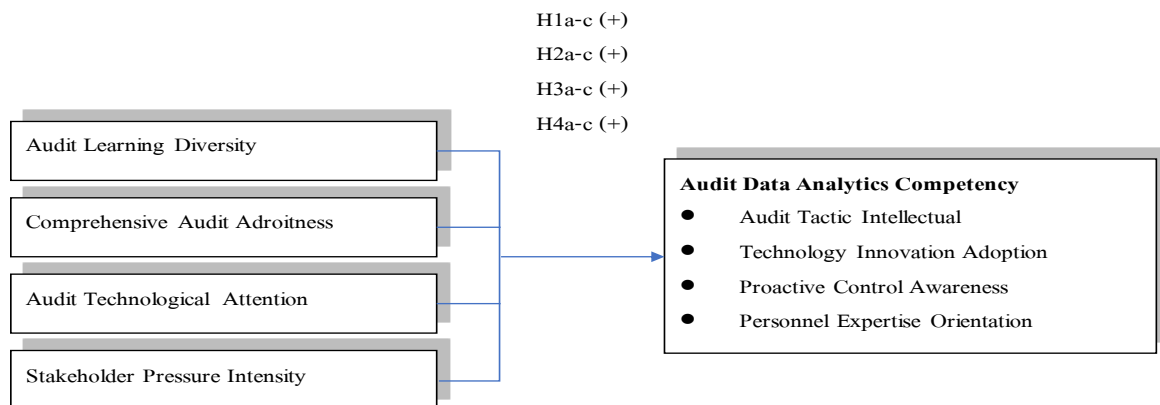 H1a-c (+)
H2a-c (+)
H3a-c (+)
H4a-c (+)
Audit Learning Diversity
Comprehensive Audit Adroitness
Audit Technological Attention
Stakeholder Pressure Intensity
Audit Data Analytics Competency
● Audit Tactic Intellectual
● Technology Innovation Adoption
● Proactive Control Awareness
● Personnel Expertise Orientation